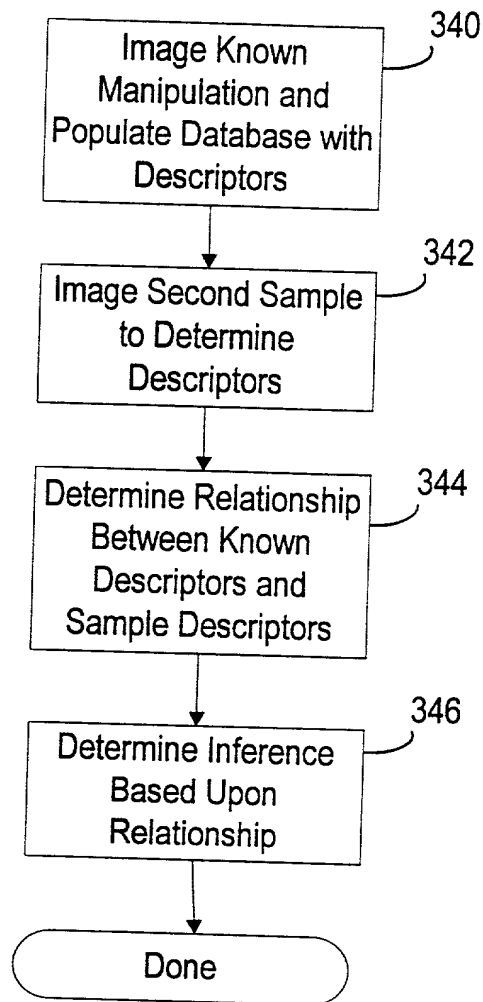 340
Image Known
Manipulation and
Populate Database with
Descriptors
342
Image Second Sample
to Determine
Descriptors
344
Determine Relationship
Between Known
Descriptors and
Sample Descriptors
346
Determine Inference
Based Upon
Relationship
Done